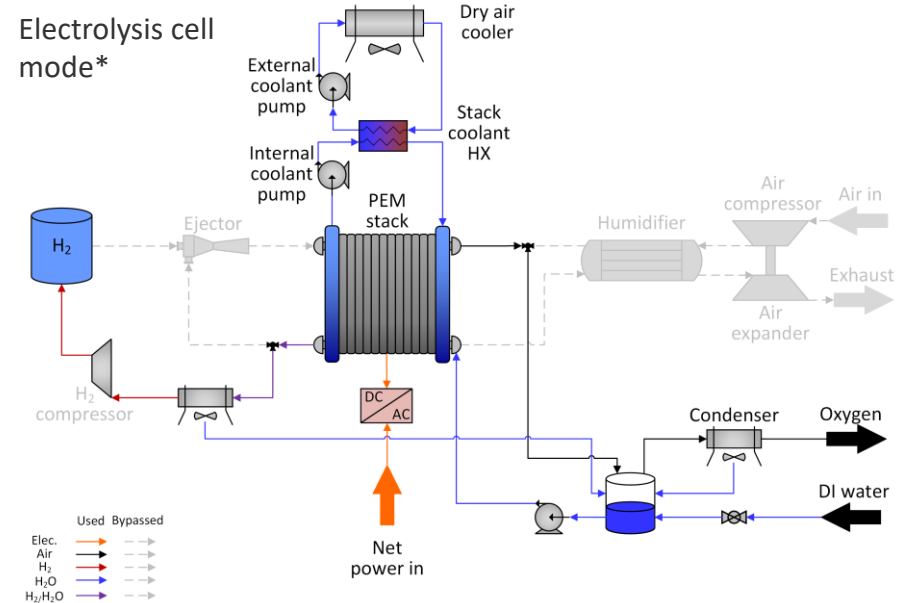 Electrolysis cell
mode*
Dry air
cooler
External
coolant
pump
Stack
coolant
HX
Internal
coolant
pump
PEM
stack
Ejector
H2
Humidifier
Air
compressor
Air in
Exhaust
Air
expander
H2
compressor
DC
AC
Condenser
Oxygen
DI water
Net
power in
Used Bypassed
Elec.
Air
H2
H2O
H2/H2O